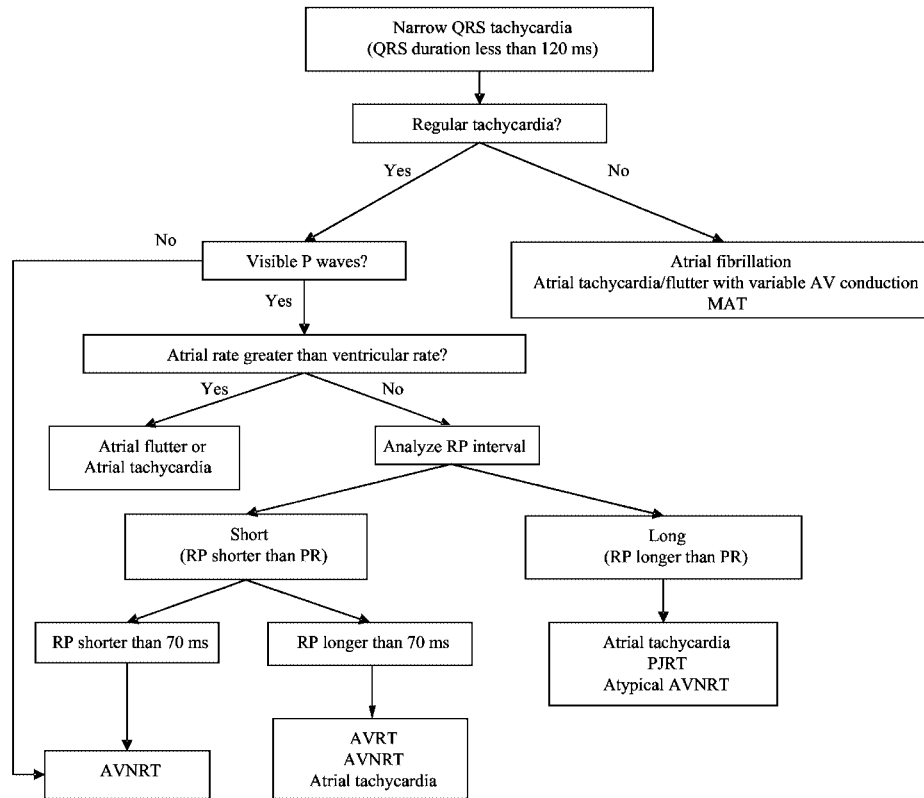 Narrow QRS tachycardia
(QRS duration less than 120 ms)
Regular tachycardia?
Yes
No
No
Visible P waves?
Atrial fibrillation
Atrial tachycardia/flutter with variable AV conduction
MAT
Yes
Atrial rate greater than ventricular rate?
Yes
No
Atrial flutter or
Atrial tachycardia
Analyze RP interval
Short
(RP shorter than PR)
Long
(RP longer than PR)
RP shorter than 70 ms
RP longer than 70 ms
Atrial tachycardia
PJRT
Atypical AVNRT
AVNRT
AVRT
AVNRT
Atrial tachycardia